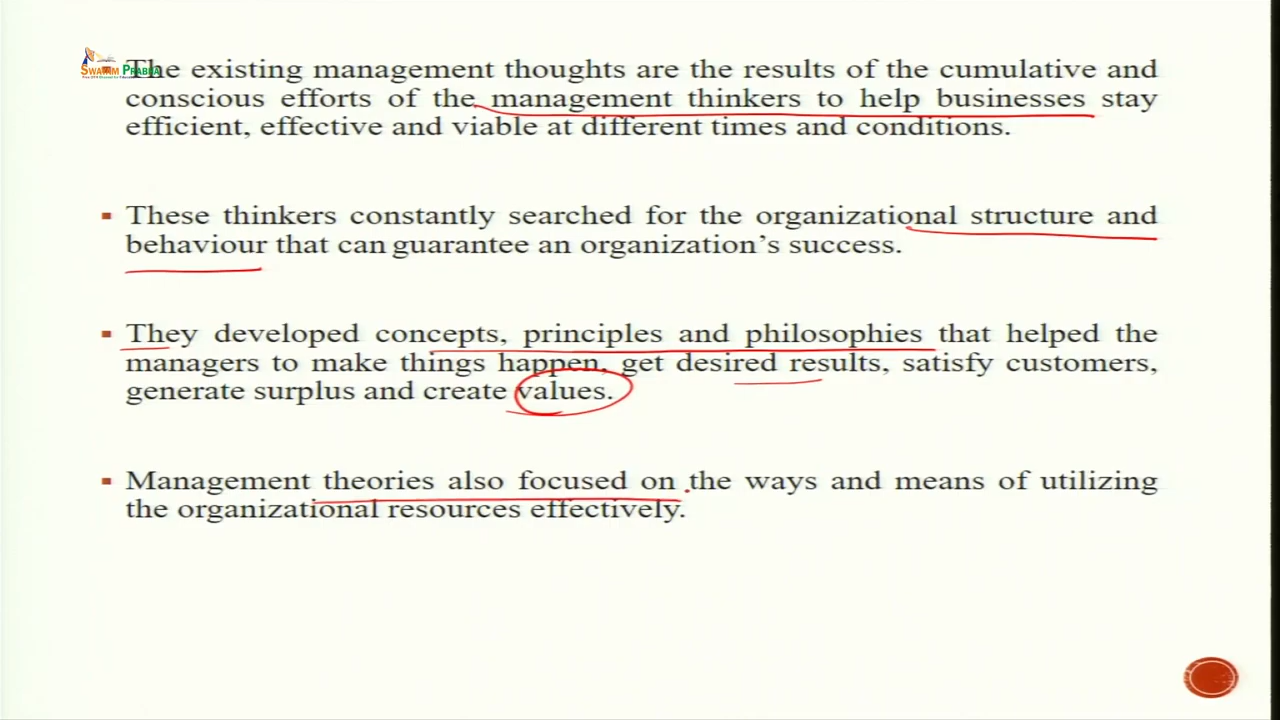 SWAYAM PRABHA
The existing management thoughts are the results of the cumulative and
conscious efforts of the management thinkers to help businesses stay
efficient, effective and viable at different times and conditions.
These thinkers constantly searched for the organizational structure and
behaviour that can guarantee an organization's success.
They developed concepts, principles and philosophies that helped the
managers to make things happen, get desired results, satisfy customers,
generate surplus and create values.
Management theories also focused on the ways and means of utilizing
the organizational resources effectively.